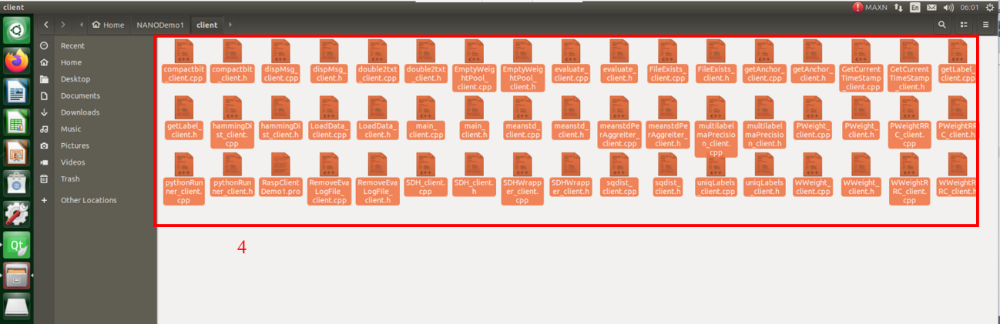 client
MAXN
En
06:01
Home
NANODemo1
client
Recent
Home
Desktop
Documents
Downloads
Music
Pictures
Videos
Trash
Other Locations
compactbit_client.cpp
compactbit_client.h
dispMsg_client.cpp
dispMsg_client.h
double2txt_client.cpp
double2txt_client.h
EmptyWeightPool_client.cpp
EmptyWeightPool_client.h
evaluate_client.cpp
evaluate_client.h
FileExists_client.cpp
FileExists_client.h
getAnchor_client.cpp
getAnchor_client.h
GetCurrentTimeStamp_client.cpp
GetCurrentTimeStamp_client.h
getLabel_client.cpp
getLabel_client.h
hammingDist_client.cpp
hammingDist_client.h
LoadData_client.cpp
LoadData_client.h
main_client.cpp
main_client.h
meanstd_client.cpp
meanstd_client.h
meanstdPerAggreIter_client.cpp
meanstdPerAggreIter_client.h
multilabelmaPrecision_client.cpp
multilabelmaPrecision_client.h
PWeight_client.cpp
PWeight_client.h
PWeightRRC_client.cpp
PWeightRRC_client.h
pythonRunner_client.cpp
pythonRunner_client.h
RaspClientDemo1.pro
RemoveEvaLogFile_client.cpp
RemoveEvaLogFile_client.h
SDH_client.cpp
SDH_client.h
SDHWrapper_client.cpp
SDHWrapper_client.h
sqdist_client.cpp
sqdist_client.h
uniqLabels_client.cpp
uniqLabels_client.h
WWeight_client.cpp
WWeight_client.h
WWeightRRC_client.cpp
WWeightRRC_client.h
Qt
4